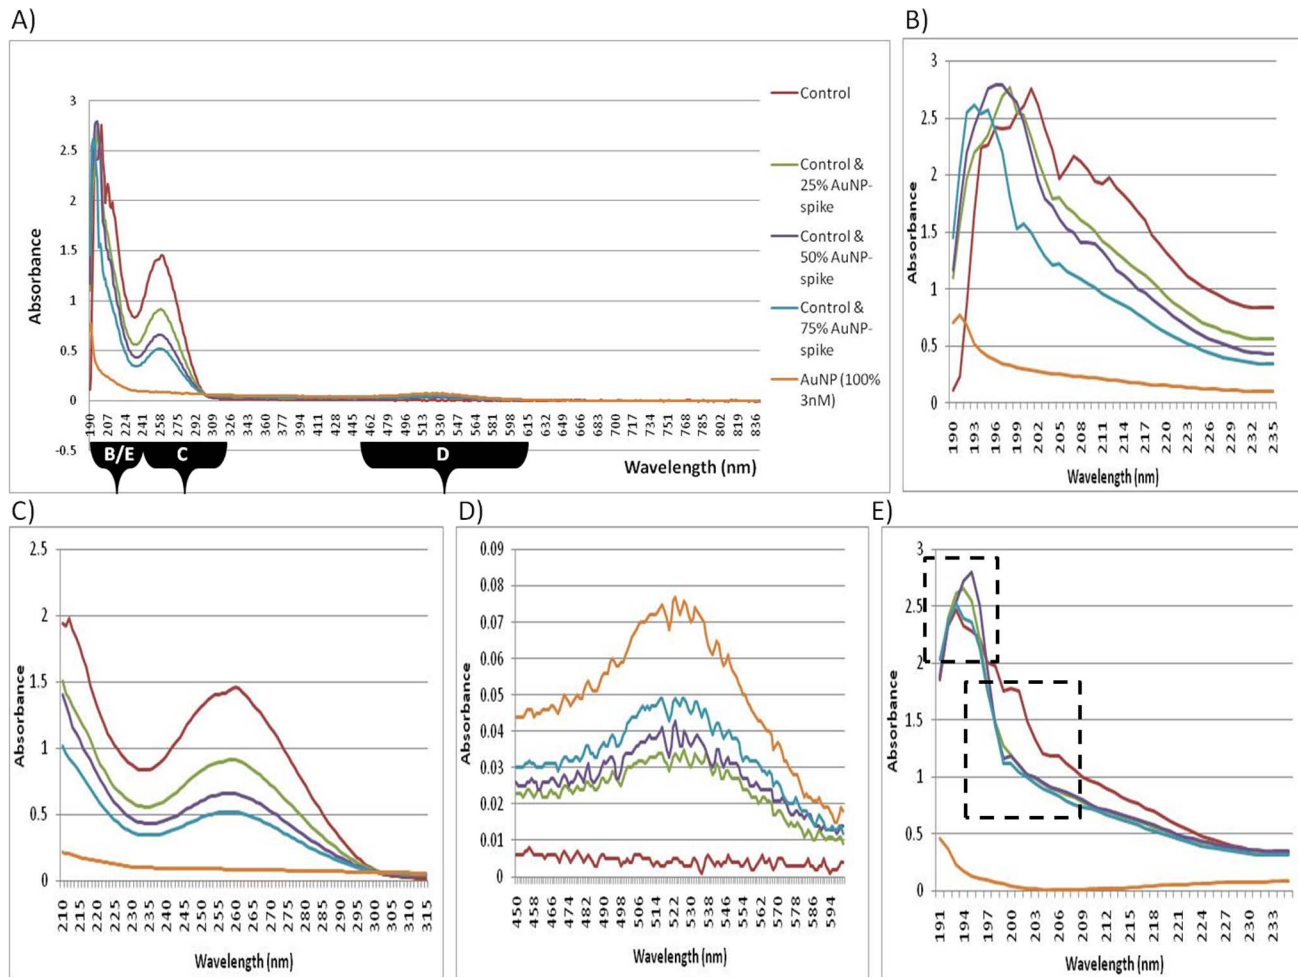 A)
3
2.5
2
1.5
1
0.5
0
-0.5
Absorbance
190 207 224 241 258 275 292 309 326 343 360 377 394 411 428 445 462 479 496 513 530 547 564 581 598 615 632 649 666 683 700 717 734 751 768 785 802 819 836
Wavelength (nm)
B/E
C
D
Control
Control &
25% AuNP-
spike
Control &
50% AuNP-
spike
Control &
75% AuNP-
spike
AuNP (100%
3nM)
B)
3
2.5
2
1.5
1
0.5
0
Absorbance
190 193 196 199 202 205 208 211 214 217 220 223 226 229 232 235
Wavelength (nm)
C)
2.5
2
1.5
1
0.5
0
Absorbance
210 215 220 225 230 235 240 245 250 255 260 265 270 275 280 285 290 295 300 305 310 315
Wavelength (nm)
D)
0.09
0.08
0.07
0.06
0.05
0.04
0.03
0.02
0.01
0
Absorbance
450 458 466 474 482 490 498 506 514 522 530 538 546 554 562 570 578 586 594
Wavelength (nm)
E)
3
2.5
2
1.5
1
0.5
0
Absorbance
191 194 197 200 203 206 209 212 215 218 221 224 227 230 233
Wavelength (nm)